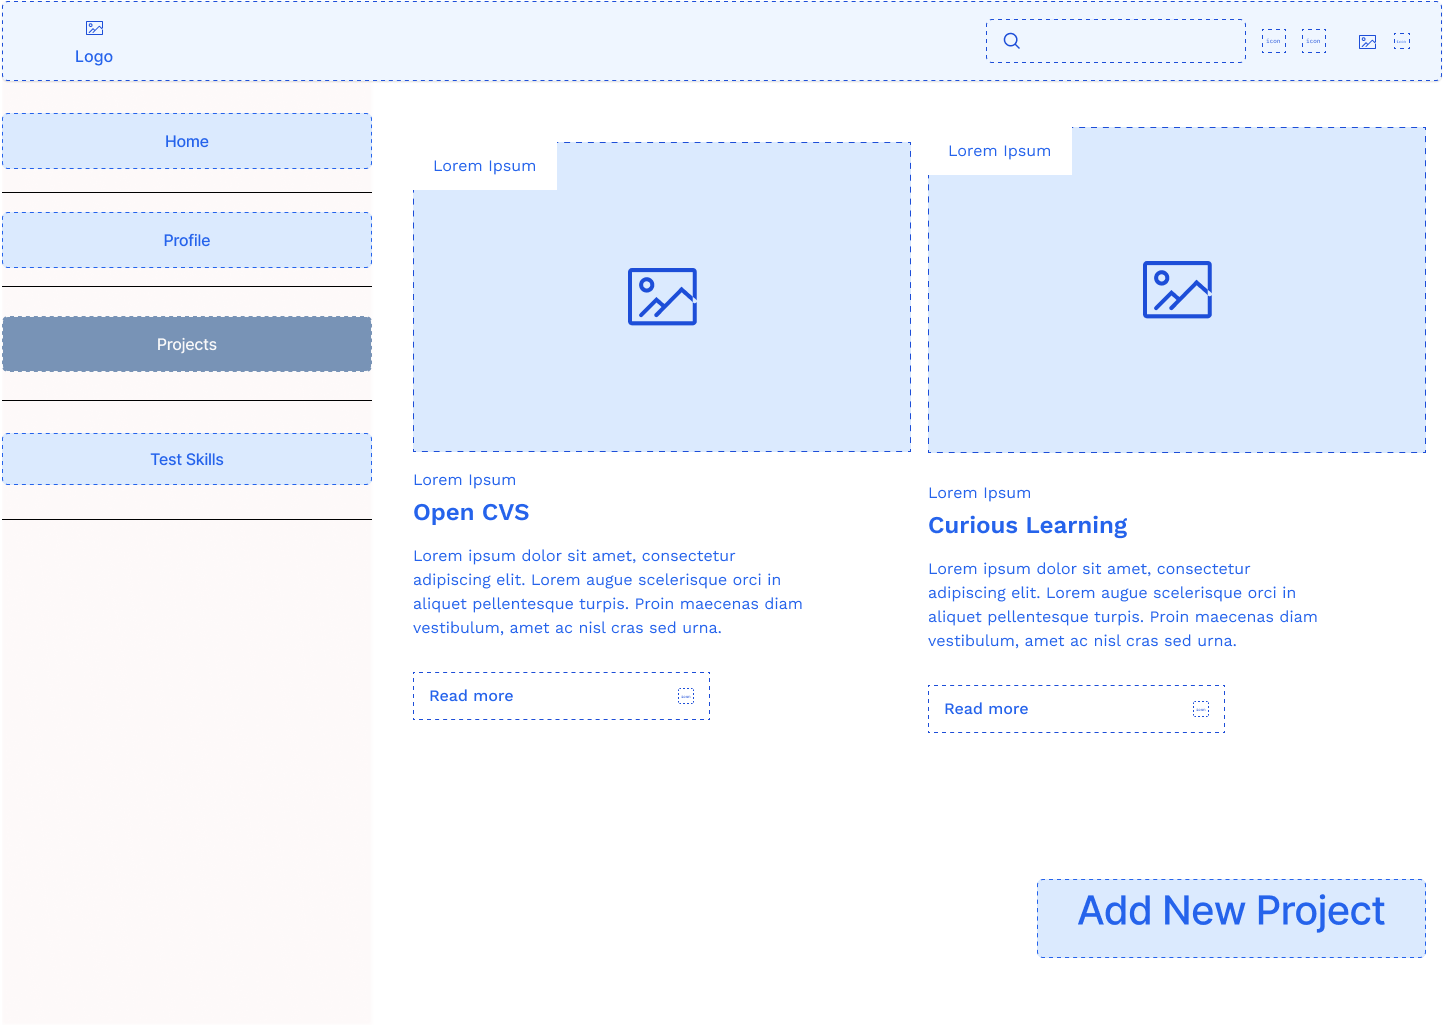 Logo
icon
icon
Home
Profile
Projects
Test Skills
Lorem Ipsum
Lorem Ipsum
Open CVS
Lorem ipsum dolor sit amet, consectetur
adipiscing elit. Lorem augue scelerisque orci in
aliquet pellentesque turpis. Proin maecenas diam
vestibulum, amet ac nisl cras sed urna.
Read more
Lorem Ipsum
Lorem Ipsum
Curious Learning
Lorem ipsum dolor sit amet, consectetur
adipiscing elit. Lorem augue scelerisque orci in
aliquet pellentesque turpis. Proin maecenas diam
vestibulum, amet ac nisl cras sed urna.
Read more
Add New Project